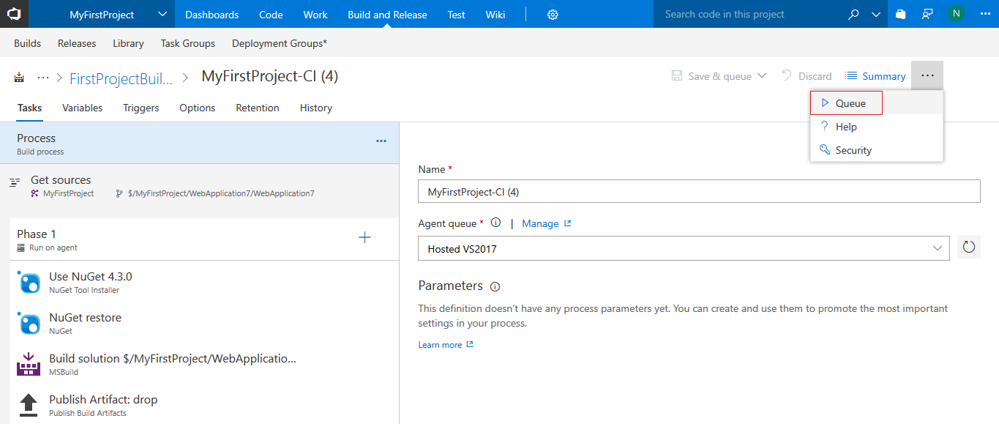 MyFirstProject Dashboards Code Work Build and Release Test Wiki Search code in this project N
Builds Releases Library Task Groups Deployment Groups*
... > FirstProjectBuil... > MyFirstProject-CI (4) Save & queue Discard Summary ...
Queue
Help
Security
Tasks Variables Triggers Options Retention History
Process
Build process
Get sources
MyFirstProject $/MyFirstProject/WebApplication7/WebApplication7
Phase 1
Run on agent
Use NuGet 4.3.0
NuGet Tool Installer
NuGet restore
NuGet
Build solution $/MyFirstProject/WebApplicatio...
MSBuild
Publish Artifact: drop
Publish Build Artifacts
Name *
MyFirstProject-CI (4)
Agent queue * | Manage
Hosted VS2017
Parameters
This definition doesn't have any process parameters yet. You can create and use them to promote the most important
settings in your process.
Learn more